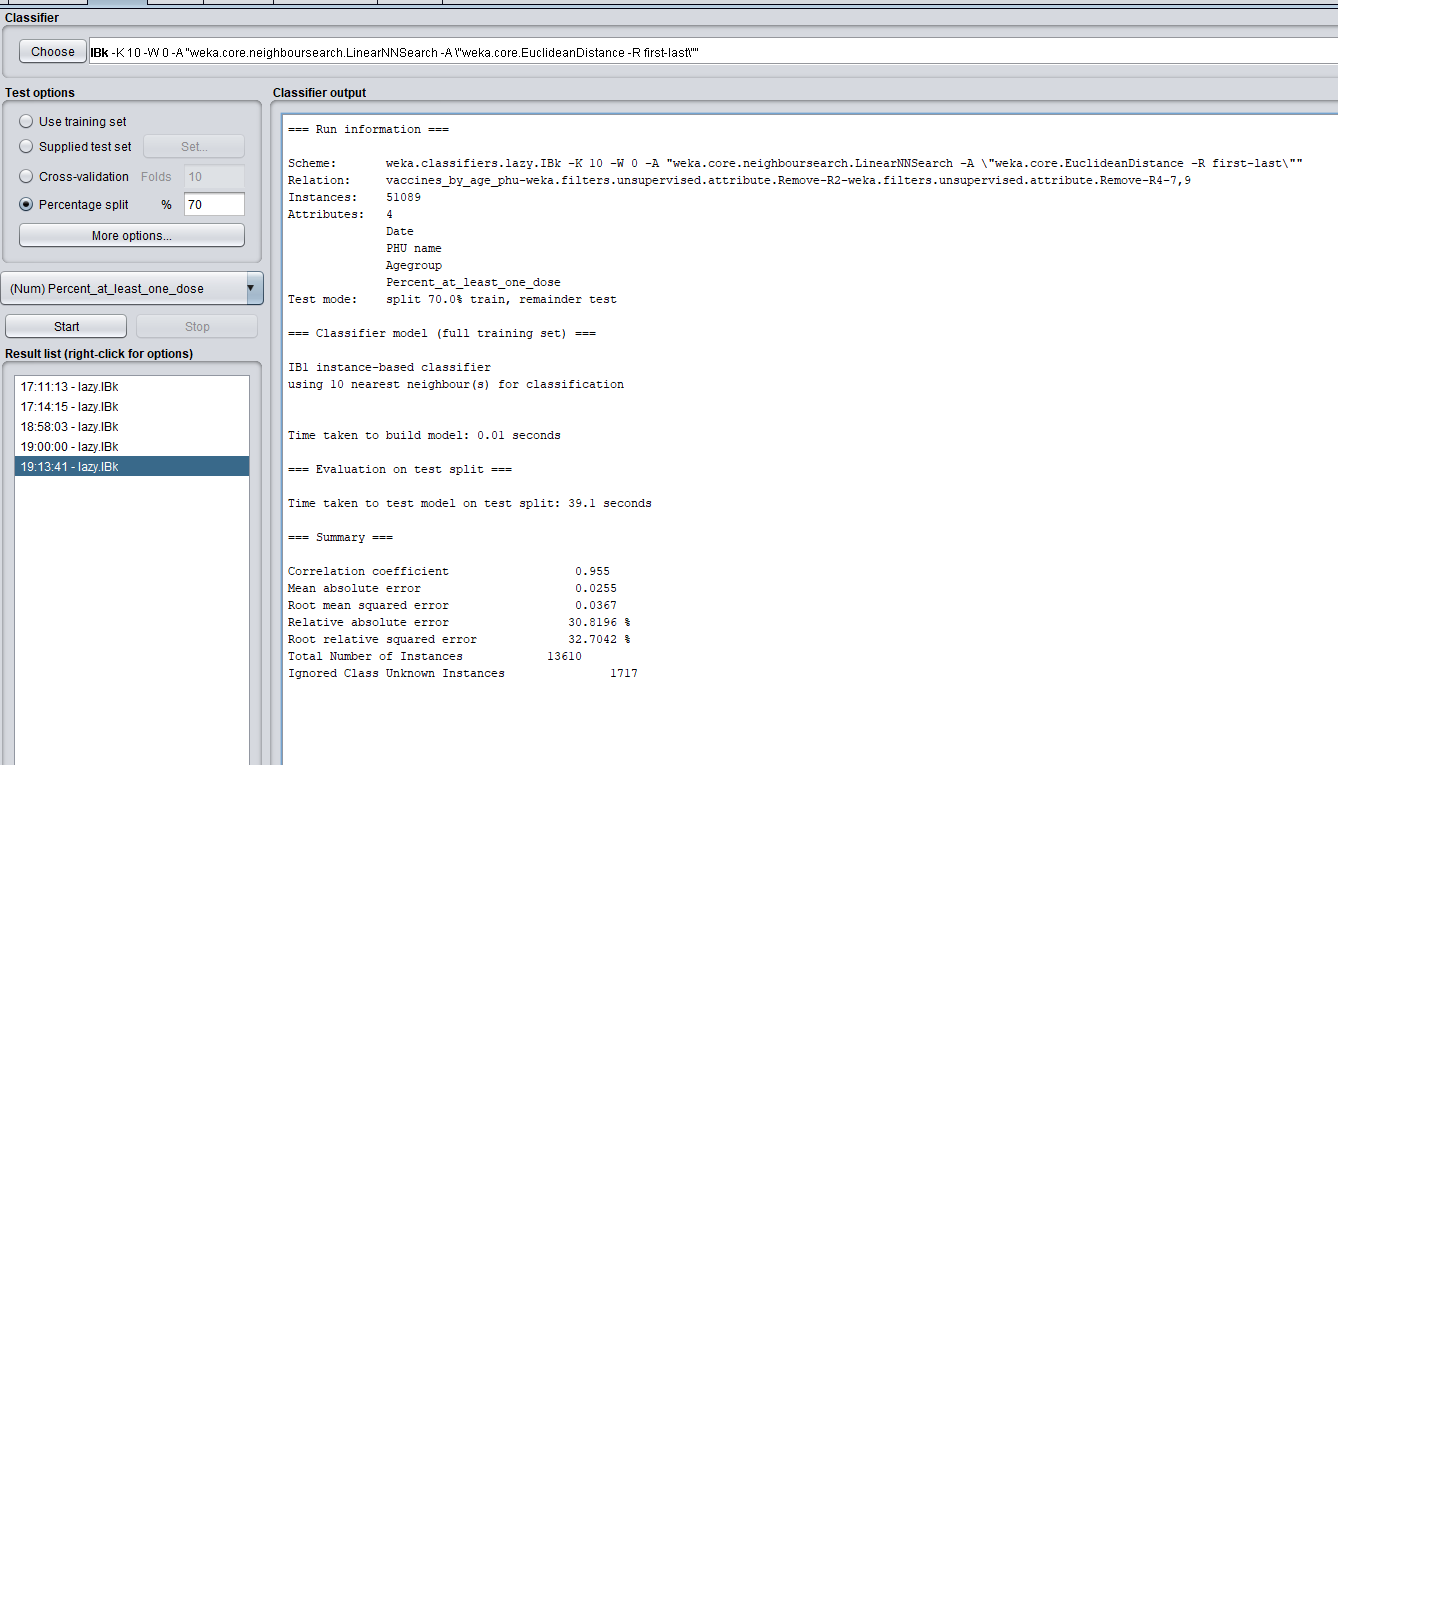 Classifier
Choose IBk -K 10 -W 0 -A "weka.core.neighboursearch.LinearNNSearch -A \"weka.core.EuclideanDistance -R first-last\""
Test options
Use training set
Supplied test set Set...
Cross-validation Folds 10
Percentage split % 70
More options...
(Num) Percent_at_least_one_dose
Start Stop
Result list (right-click for options)
17:11:13 - lazy.IBk
17:14:15 - lazy.IBk
18:58:03 - lazy.IBk
19:00:00 - lazy.IBk
19:13:41 - lazy.IBk
Classifier output
=== Run information ===
Scheme: weka.classifiers.lazy.IBk -K 10 -W 0 -A "weka.core.neighboursearch.LinearNNSearch -A \"weka.core.EuclideanDistance -R first-last\""
Relation: vaccines_by_age_phu-weka.filters.unsupervised.attribute.Remove-R2-weka.filters.unsupervised.attribute.Remove-R4-7,9
Instances: 51089
Attributes: 4
Date
PHU name
Agegroup
Percent_at_least_one_dose
Test mode: split 70.0% train, remainder test
=== Classifier model (full training set) ===
IB1 instance-based classifier
using 10 nearest neighbour(s) for classification
Time taken to build model: 0.01 seconds
=== Evaluation on test split ===
Time taken to test model on test split: 39.1 seconds
=== Summary ===
Correlation coefficient 0.955
Mean absolute error 0.0255
Root mean squared error 0.0367
Relative absolute error 30.8196 %
Root relative squared error 32.7042 %
Total Number of Instances 13610
Ignored Class Unknown Instances 1717